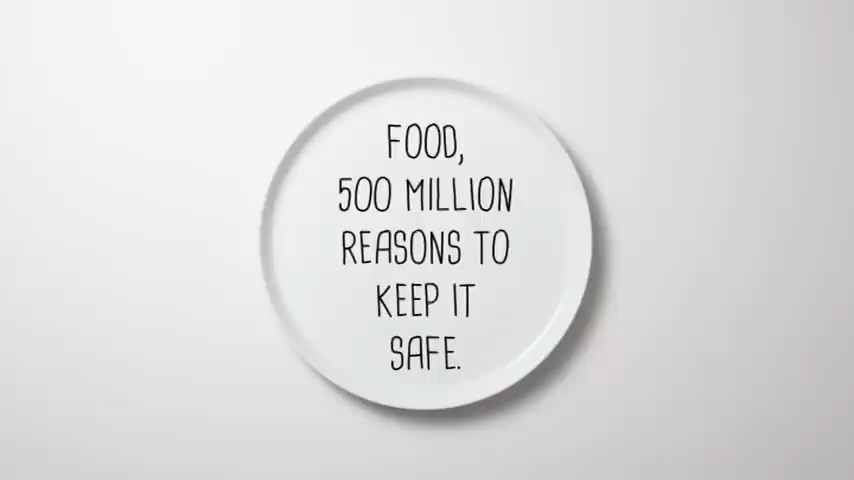 FOOD,
500 MILLION
REASONS TO
KEEP IT
SAFE.